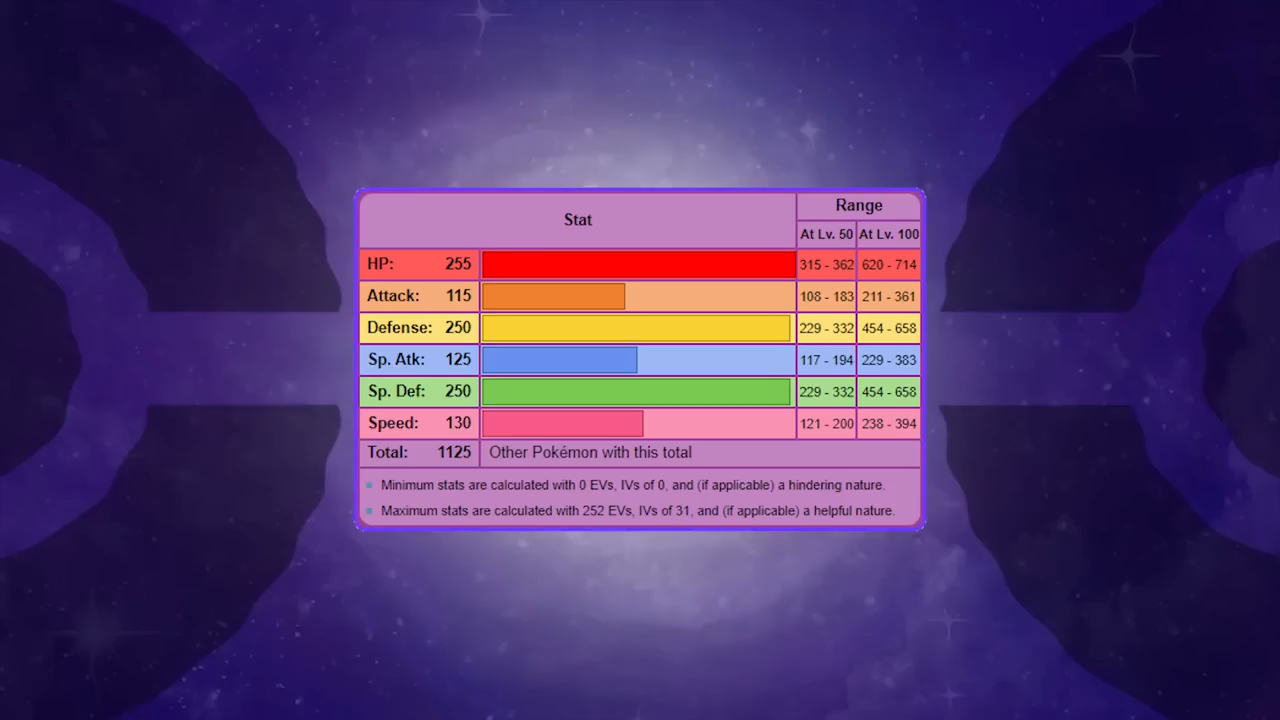 Stat Range
At Lv. 50 At Lv. 100
HP: 255 315 - 362 620 - 714
Attack: 115 108 - 183 211 - 361
Defense: 250 229 - 332 454 - 658
Sp. Atk: 125 117 - 194 229 - 383
Sp. Def: 250 229 - 332 454 - 658
Speed: 130 121 - 200 238 - 394
Total: 1125 Other Pokémon with this total
Minimum stats are calculated with 0 EVs, IVs of 0, and (if applicable) a hindering nature.
Maximum stats are calculated with 252 EVs, IVs of 31, and (if applicable) a helpful nature.